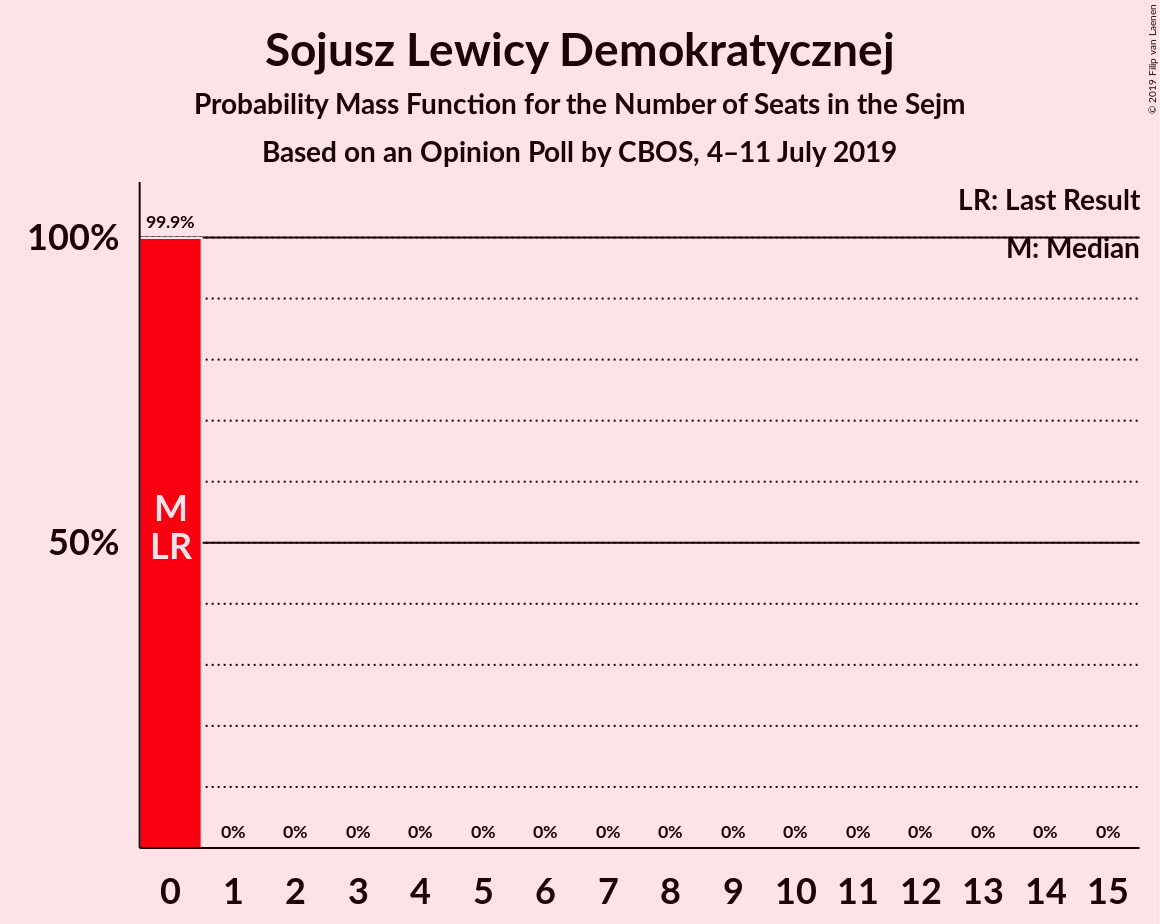 Sojusz Lewicy Demokratycznej
Probability Mass Function for the Number of Seats in the Sejm
Based on an Opinion Poll by CBOS, 4–11 July 2019
© 2019 Filip van Laenen
LR: Last Result
M: Median
99.9%
100%
50%
M
LR
0% 0% 0% 0% 0% 0% 0% 0% 0% 0% 0% 0% 0% 0% 0%
0 1 2 3 4 5 6 7 8 9 10 11 12 13 14 15